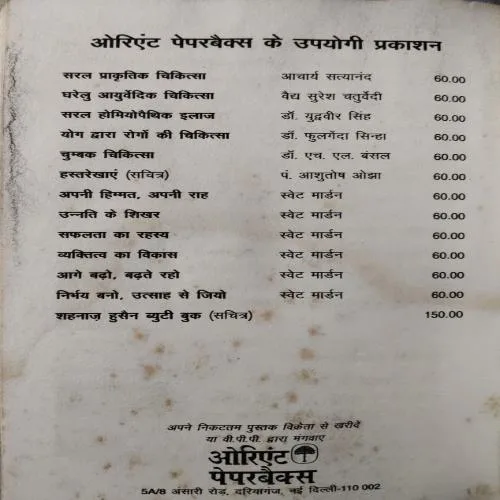 ओरिएंट पेपरबैक्स के उपयोगी प्रकाशन
सरल प्राकृतिक चिकित्सा आचार्य सत्यानंद 60.00
घरेलु आयुर्वेदिक चिकित्सा वैद्य सुरेश चतुर्वेदी 60.00
सरल होमियोपैथिक इलाज डॉ. युद्ववीर सिंह 60.00
योग द्वारा रोगों की चिकित्सा डॉ. फुलगेंदा सिन्हा 60.00
चुम्बक चिकित्सा डॉ. एच. एल. बंसल 60.00
हस्तरेखाएं (सचित्र) पं. आशुतोष ओझा 60.00
अपनी हिम्मत, अपनी राह स्वेट मार्डन 60.00
उन्नति के शिखर स्वेट मार्डन 60.00
सफलता का रहस्य स्वेट मार्डन 60.00
व्यक्तित्व का विकास स्वेट मार्डन 60.00
आगे बढ़ो, बढ़ते रहो स्वेट मार्डन 60.00
निर्भय बनो, उत्साह से जियो स्वेट मार्डन 60.00
शहनाज़ हुसैन ब्युटी बुक (सचित्र) 150.00
अपने निकटतम पुस्तक विक्रेता से खरीदें
या वी.पी.पी. द्वारा मंगवाएं
ओरिएंट
पेपरबैक्स
5A/8 अंसारी रोड, दरियागंज, नई दिल्ली-110 002